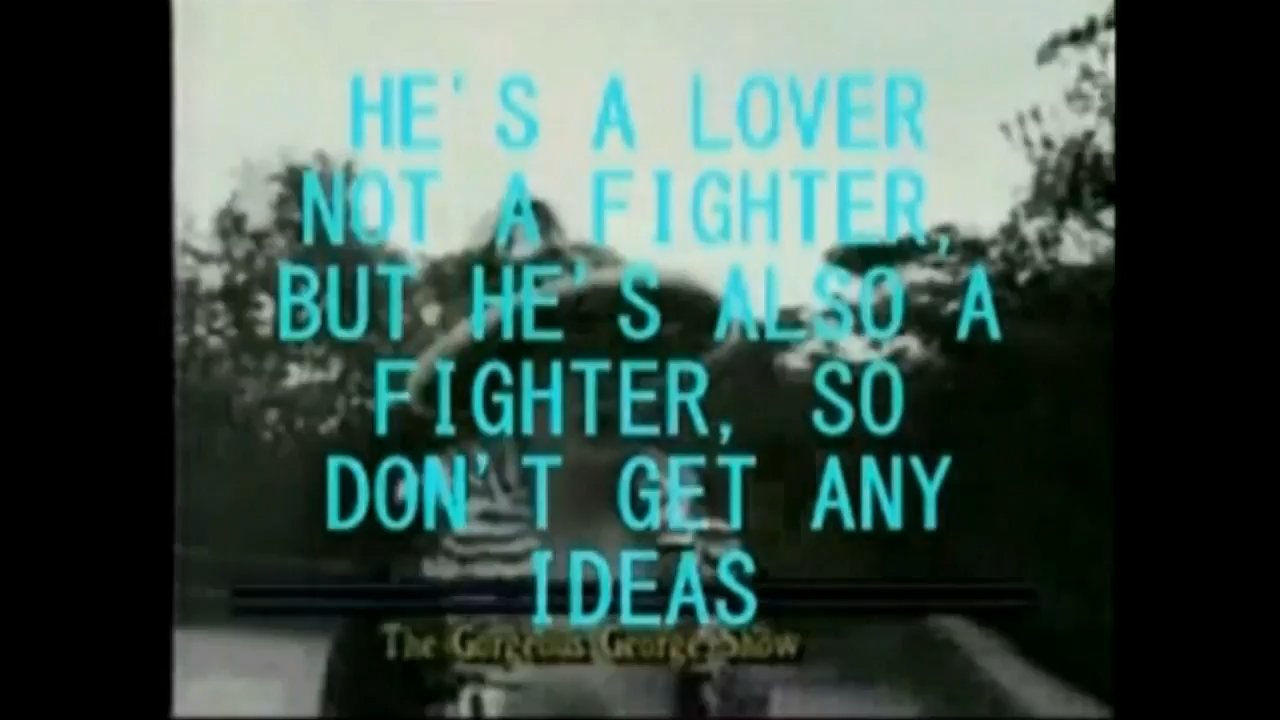 HE'S A LOVER
NOT A FIGHTER,
BUT HE'S ALSO A
FIGHTER, SO
DON'T GET ANY
IDEAS
The Gorgeous George Show